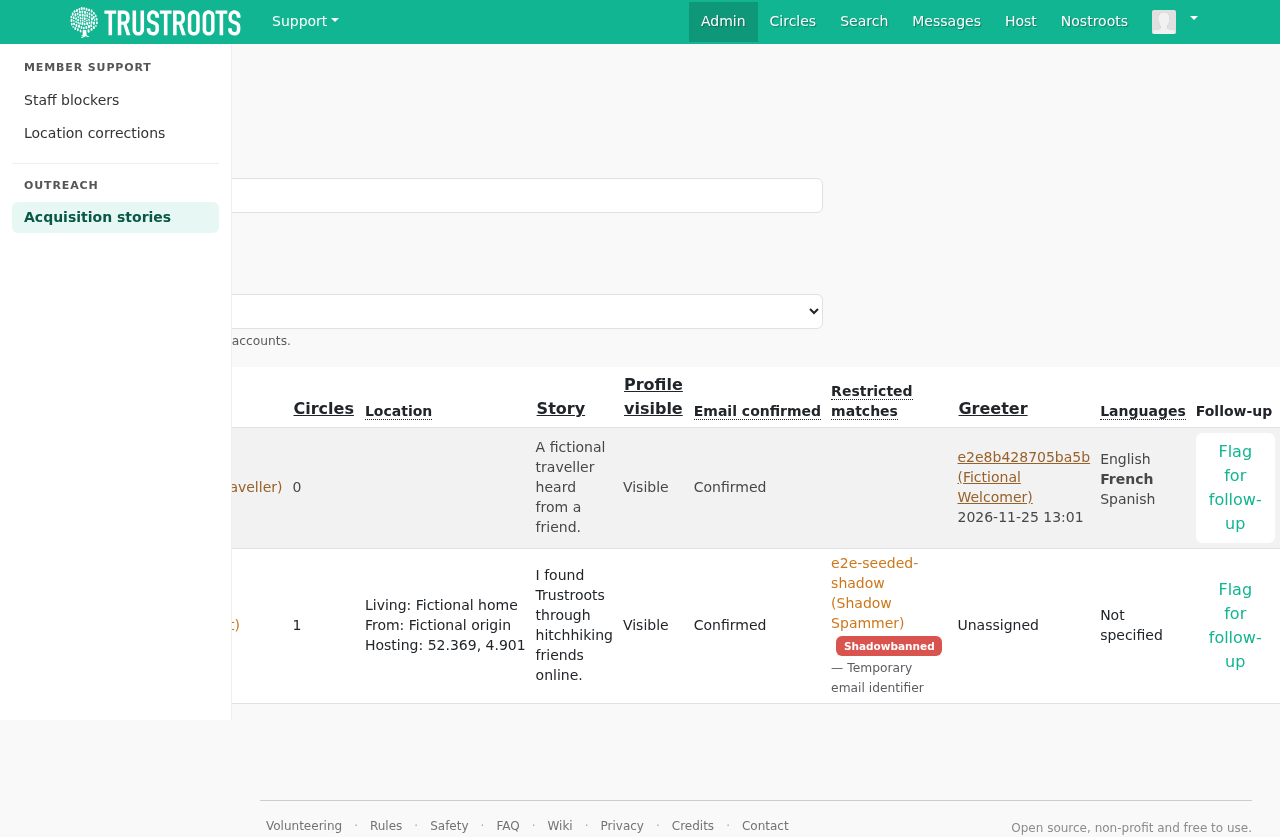 TRUSTROOTS Support Admin Circles Search Messages Host Nostroots
MEMBER SUPPORT
Staff blockers
Location corrections
OUTREACH
Acquisition stories
accounts.
Circles Location Story Profile visible Email confirmed Restricted matches Greeter Languages Follow-up
aveller) 0
A fictional
traveller
heard
from a
friend.
Visible
Confirmed
e2e8b428705ba5b
(Fictional
Welcomer)
2026-11-25 13:01
English
French
Spanish
Flag
for
follow-
up
1
Living: Fictional home
From: Fictional origin
Hosting: 52.369, 4.901
I found
Trustroots
through
hitchhiking
friends
online.
Visible
Confirmed
e2e-seeded-
shadow
(Shadow
Spammer)
Shadowbanned
— Temporary
email identifier
Unassigned
Not
specified
Flag
for
follow-
up
Volunteering · Rules · Safety · FAQ · Wiki · Privacy · Credits · Contact
Open source, non-profit and free to use.